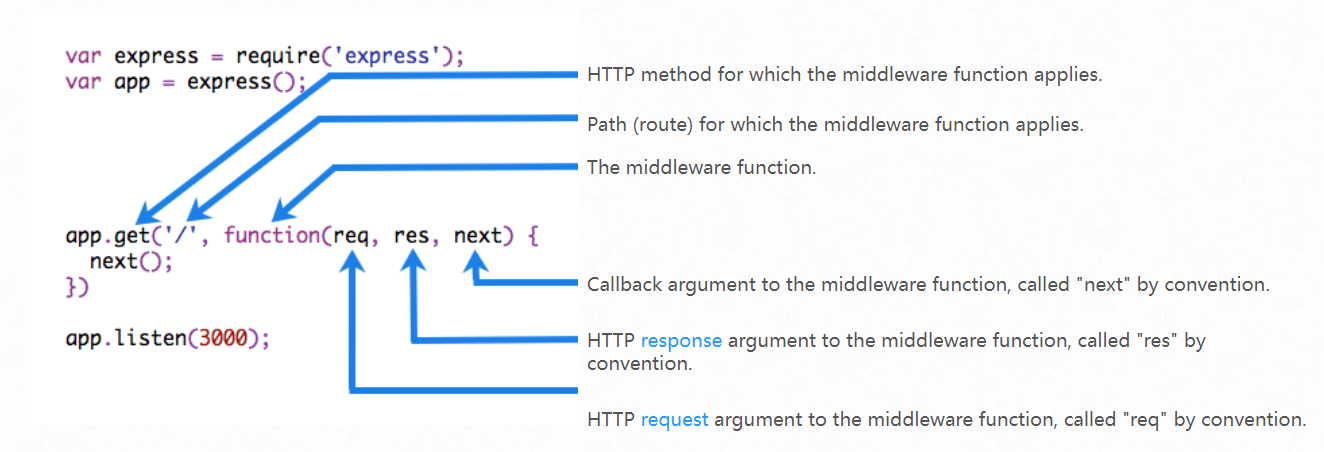 var express = require('express');
var app = express();
HTTP method for which the middleware function applies.
Path (route) for which the middleware function applies.
The middleware function.
app.get('/', function(req, res, next) {
  next();
})
app.listen(3000);
Callback argument to the middleware function, called "next" by convention.
HTTP response argument to the middleware function, called "res" by
convention.
HTTP request argument to the middleware function, called "req" by convention.